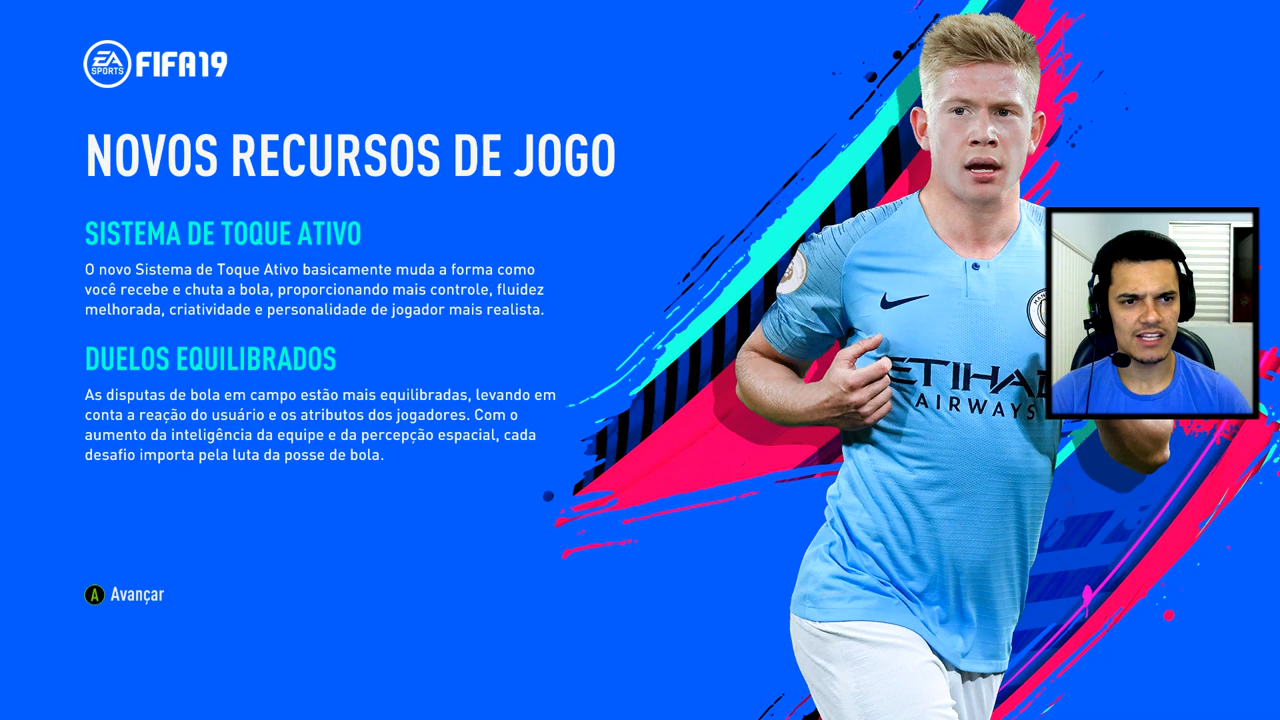 EA
SPORTS
FIFA19
NOVOS RECURSOS DE JOGO
SISTEMA DE TOQUE ATIVO
O novo Sistema de Toque Ativo basicamente muda a forma como
você recebe e chuta a bola, proporcionando mais controle, fluidez
melhorada, criatividade e personalidade de jogador mais realista.
DUELOS EQUILIBRADOS
As disputas de bola em campo estão mais equilibradas, levando em
conta a reação do usuário e os atributos dos jogadores. Com o
aumento da inteligência da equipe e da percepção espacial, cada
desafio importa pela luta da posse de bola.
A Avançar
ETIHAD
AIRWAYS